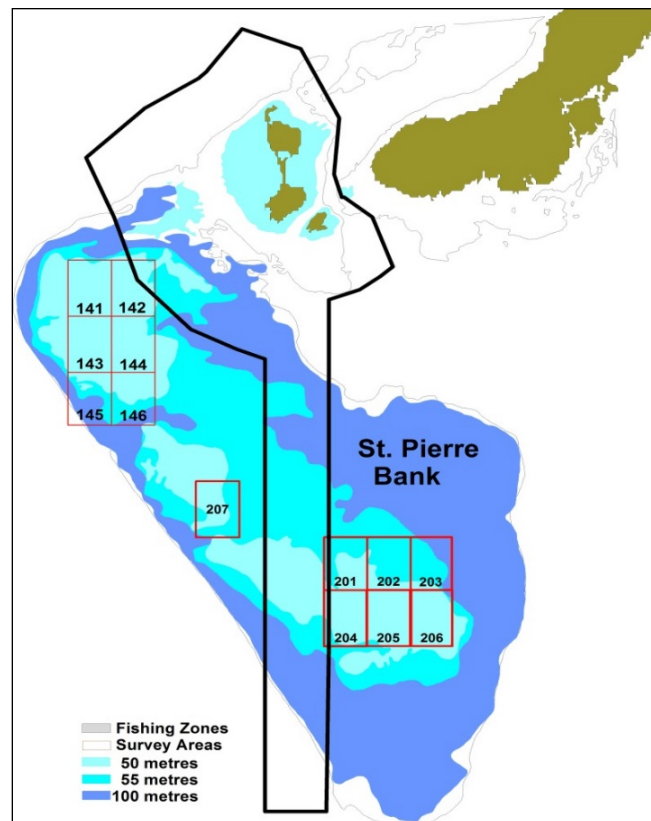 141 142
143 144
145 146
St. Pierre
Bank
207
201 202 203
204 205 206
Fishing Zones
Survey Areas
50 metres
55 metres
100 metres